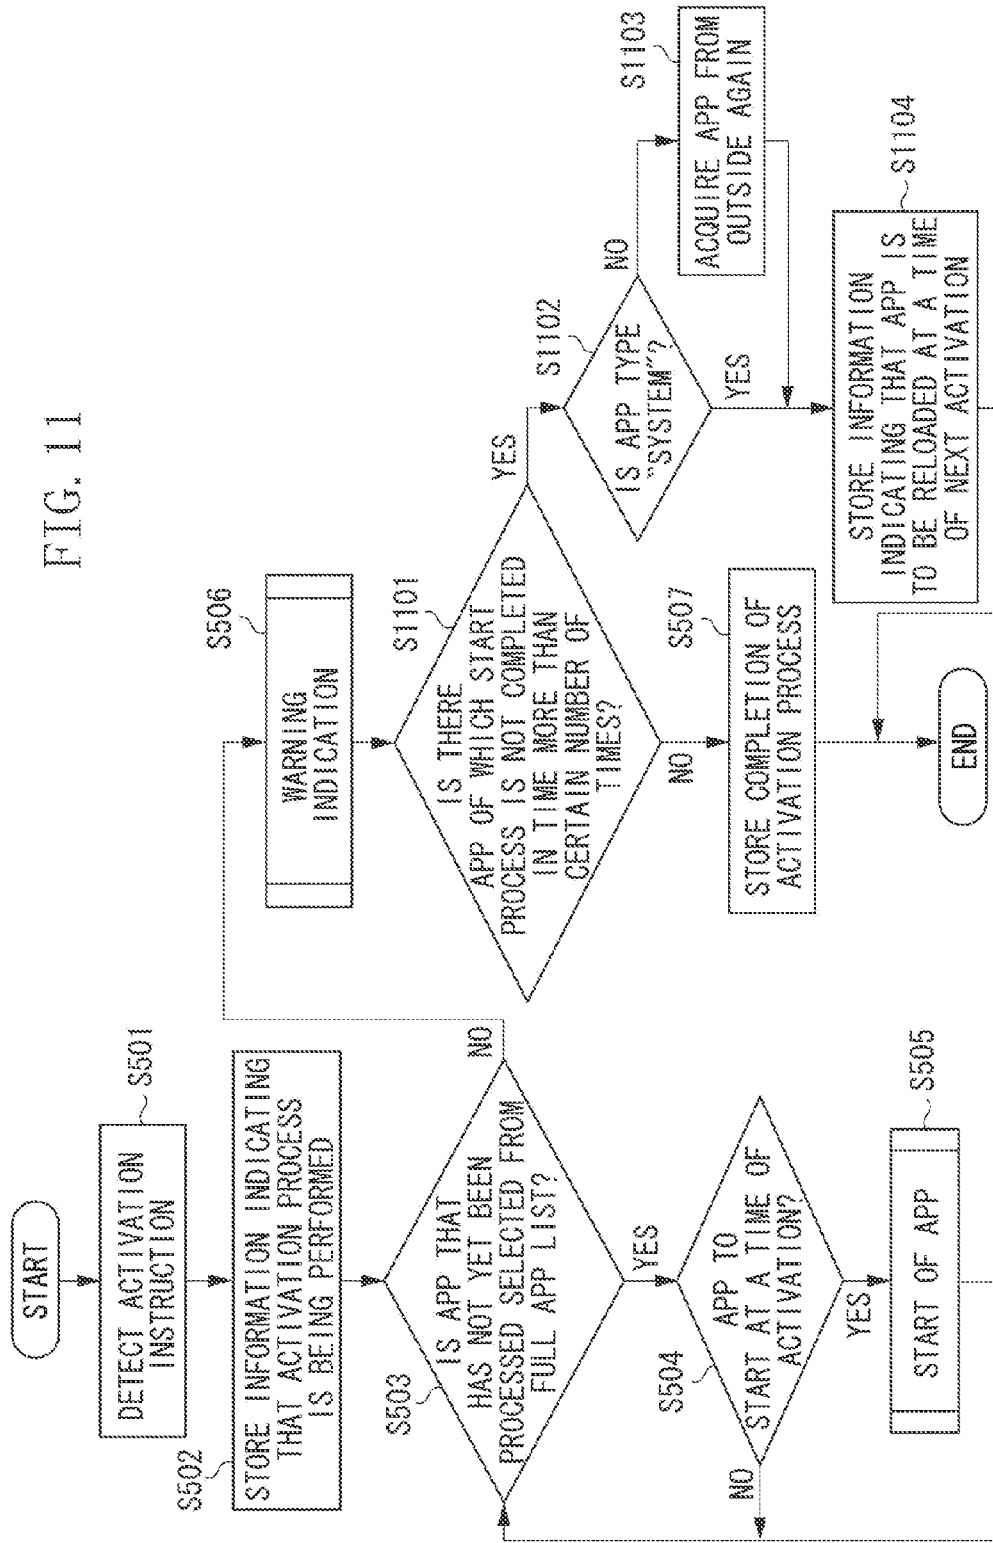 FIG. 11
START
S501
DETECT ACTIVATION
INSTRUCTION
S502
STORE INFORMATION INDICATING
THAT ACTIVATION PROCESS
IS BEING PERFORMED
S503
IS APP THAT
HAS NOT YET BEEN
PROCESSED SELECTED FROM
FULL APP LIST?
NO
YES
S504
APP TO
START AT A TIME OF
ACTIVATION?
NO
YES
S505
START OF APP
S506
WARNING
INDICATION
S1101
IS THERE
APP OF WHICH START
PROCESS IS NOT COMPLETED
IN TIME MORE THAN
CERTAIN NUMBER OF
TIMES?
YES
NO
S507
STORE COMPLETION OF
ACTIVATION PROCESS
END
S1102
IS APP TYPE
"SYSTEM"?
NO
YES
S1103
ACQUIRE APP FROM
OUTSIDE AGAIN
S1104
STORE INFORMATION
INDICATING THAT APP IS
TO BE RELOADED AT A TIME
OF NEXT ACTIVATION